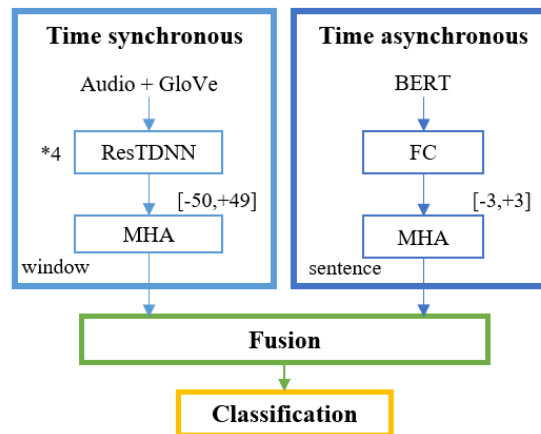 Time synchronous
Audio + GloVe
*4
ResTDNN
[-50,+49]
MHA
window
Time asynchronous
BERT
FC
[-3,+3]
MHA
sentence
Fusion
Classification